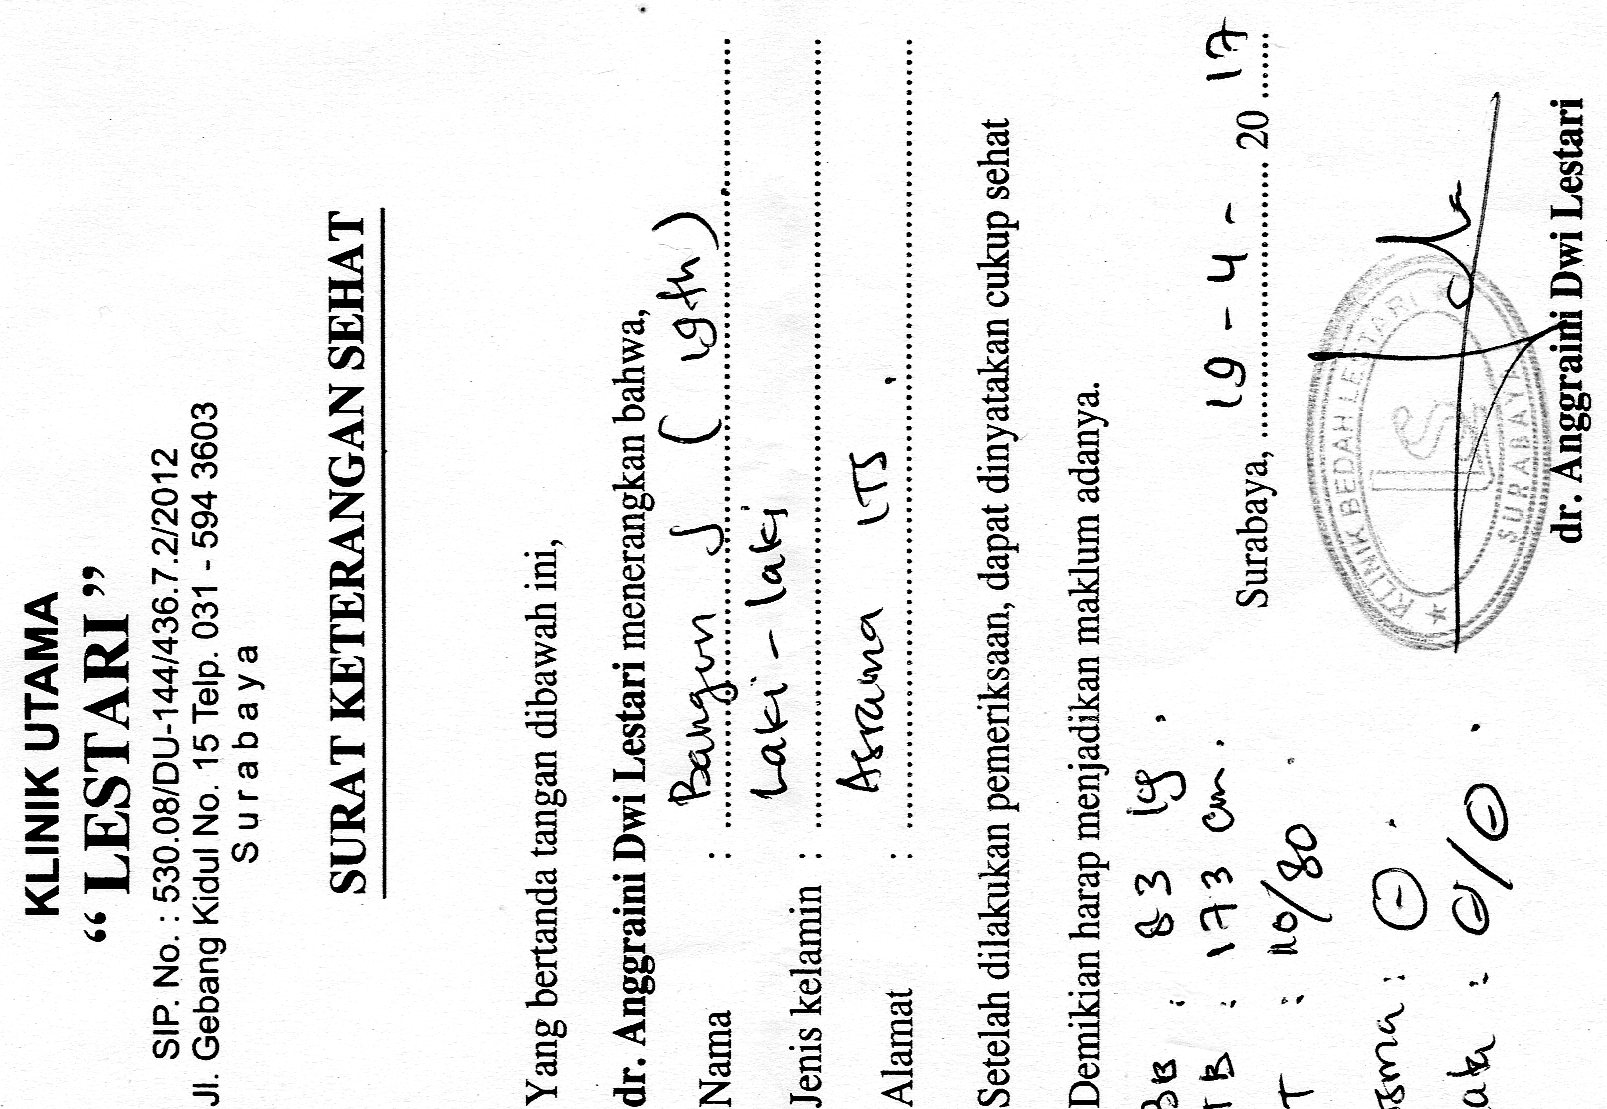 KLINIK UTAMA
“ LESTARI ”
SIP. No. : 530.08/DU-144/436.7.2/2012
Jl. Gebang Kidul No. 15 Telp. 031 - 594 3603
Surabaya
SURAT KETERANGAN SEHAT
Yang bertanda tangan dibawah ini,
dr. Anggraini Dwi Lestari menerangkan bahwa,
Nama : Bangun S ( 19th )
Jenis kelamin : Laki - laki
Alamat : Asrama ITS
Setelah dilakukan pemeriksaan, dapat dinyatakan cukup sehat
Demikian harap menjadikan maklum adanya.
BB : 83 kg
TB : 173 cm
T : 110/80
Surabaya, 19 - 4 - 20 17
asma : (-)
KLINIK BEDAH LESTARI
LS
SURABAYA
ata : (-)/(-)
dr. Anggraini Dwi Lestari